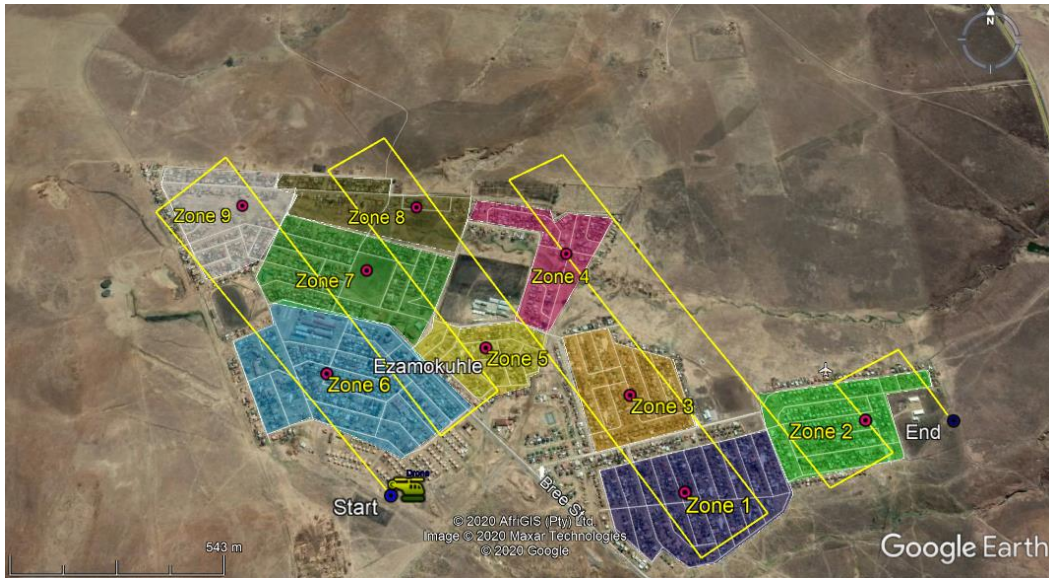 N
Zone 9
Zone 8
Zone 7
Zone 4
Ezamokuhle
Zone 5
Zone 6
Zone 3
Zone 2
End
Drone
Start
Zone 1
Bree St
© 2020 AfriGIS (Pty) Ltd.
Image © 2020 Maxar Technologies
© 2020 Google
543 m
Google Earth